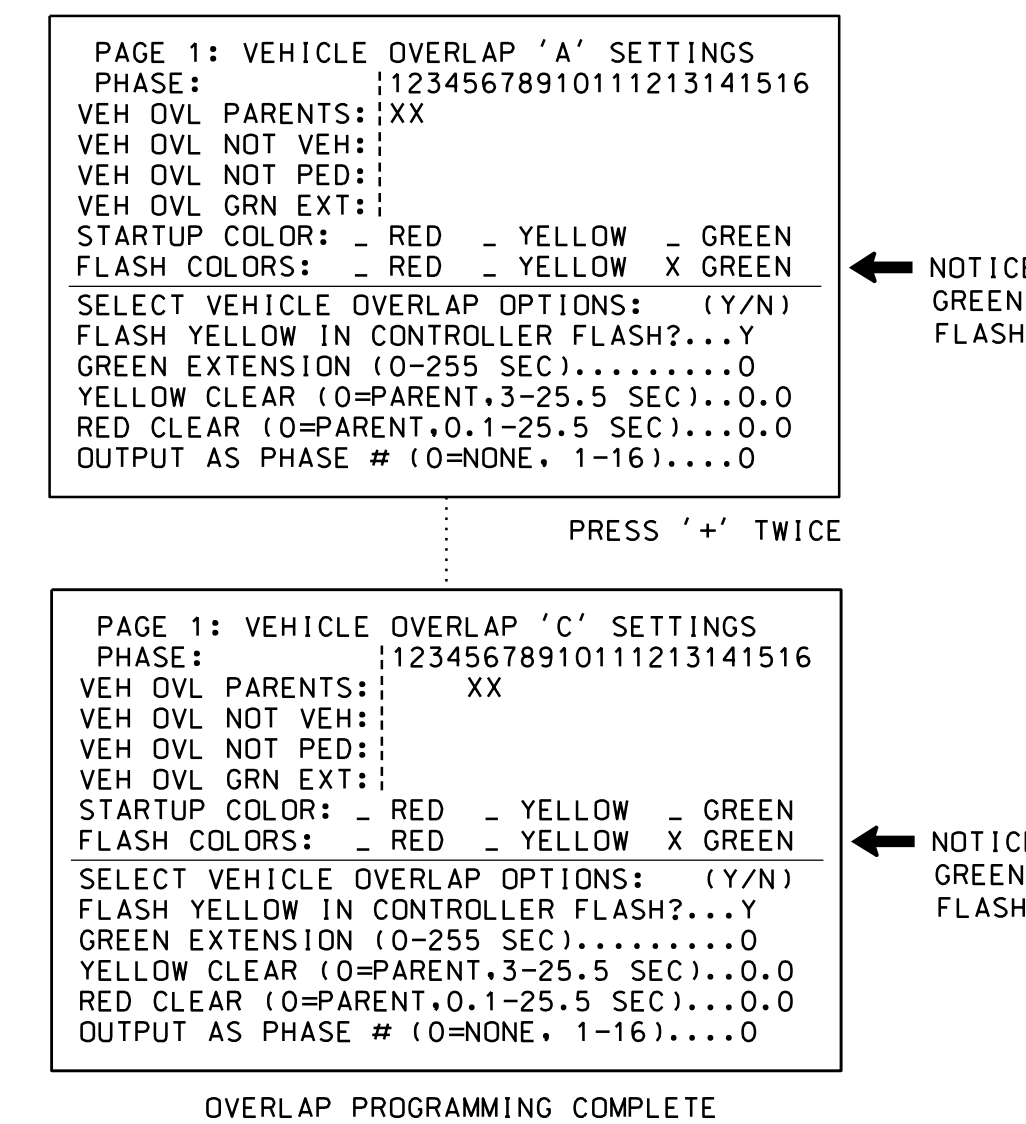 PAGE 1: VEHICLE OVERLAP 'A' SETTINGS
PHASE: ¦12345678910111213141516
VEH OVL PARENTS:¦XX
VEH OVL NOT VEH:¦
VEH OVL NOT PED:¦
VEH OVL GRN EXT:¦
STARTUP COLOR: _ RED _ YELLOW _ GREEN
FLASH COLORS: _ RED _ YELLOW X GREEN
NOTICE
GREEN
FLASH
SELECT VEHICLE OVERLAP OPTIONS: (Y/N)
FLASH YELLOW IN CONTROLLER FLASH?...Y
GREEN EXTENSION (0-255 SEC).........0
YELLOW CLEAR (0=PARENT,3-25.5 SEC)..0.0
RED CLEAR (0=PARENT,0.1-25.5 SEC)...0.0
OUTPUT AS PHASE # (0=NONE, 1-16)....0
PRESS '+' TWICE
PAGE 1: VEHICLE OVERLAP 'C' SETTINGS
PHASE: ¦12345678910111213141516
VEH OVL PARENTS:¦ XX
VEH OVL NOT VEH:¦
VEH OVL NOT PED:¦
VEH OVL GRN EXT:¦
STARTUP COLOR: _ RED _ YELLOW _ GREEN
FLASH COLORS: _ RED _ YELLOW X GREEN
NOTICE
GREEN
FLASH
SELECT VEHICLE OVERLAP OPTIONS: (Y/N)
FLASH YELLOW IN CONTROLLER FLASH?...Y
GREEN EXTENSION (0-255 SEC).........0
YELLOW CLEAR (0=PARENT,3-25.5 SEC)..0.0
RED CLEAR (0=PARENT,0.1-25.5 SEC)...0.0
OUTPUT AS PHASE # (0=NONE, 1-16)....0
OVERLAP PROGRAMMING COMPLETE